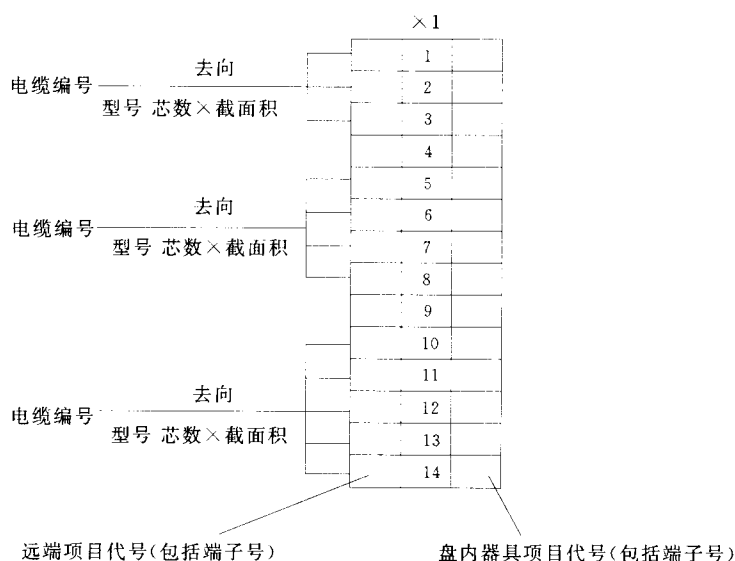 ×1
1
去向
电缆编号
2
型号 芯数×截面积
3
4
5
去向
6
电缆编号
7
型号 芯数×截面积
8
9
10
11
去向
12
电缆编号
型号 芯数×截面积
13
14
远端项目代号(包括端子号)
盘内器具项目代号(包括端子号)